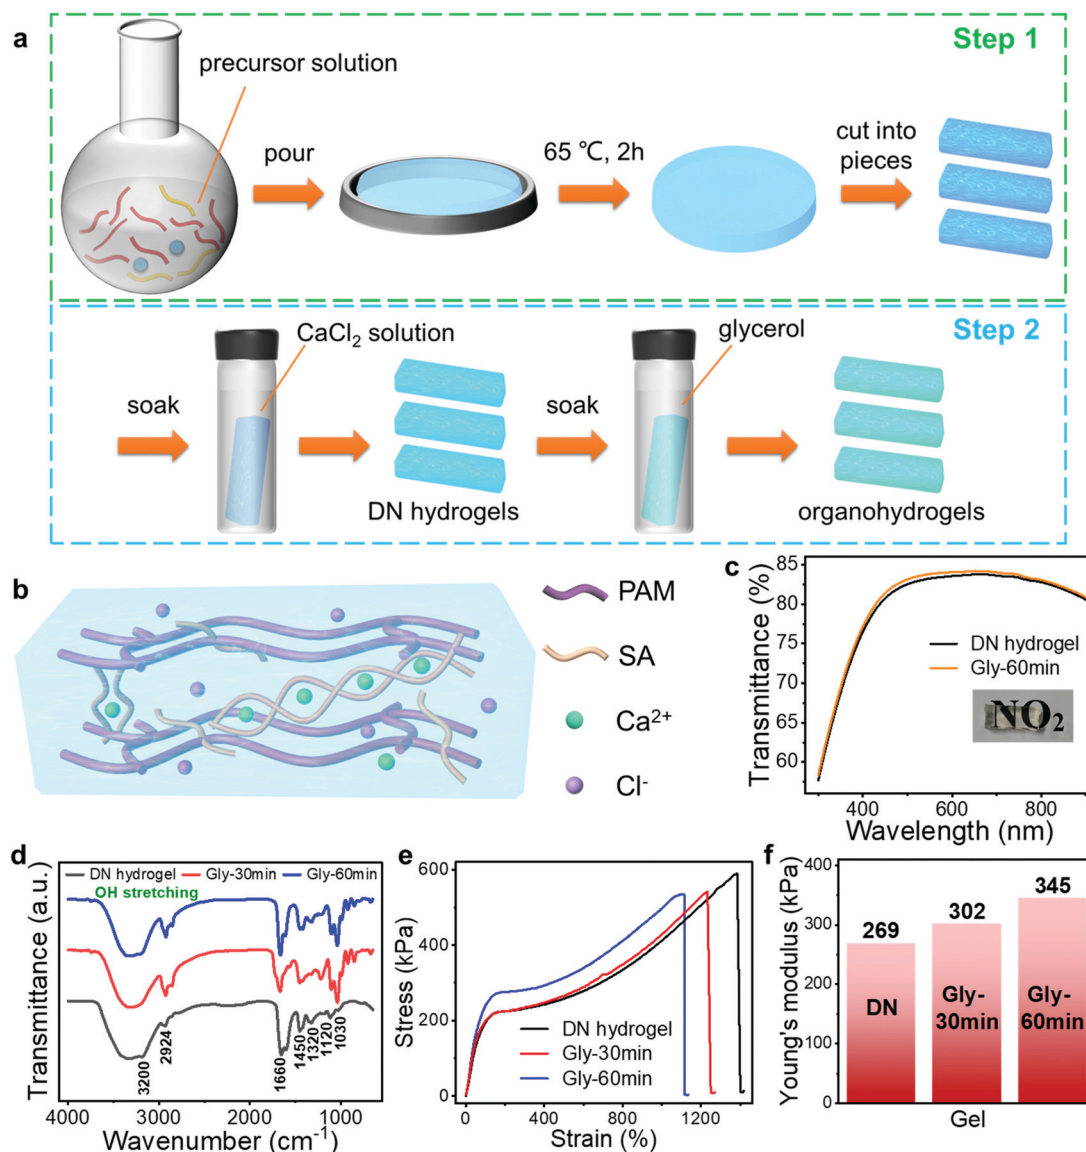 a
Step 1
precursor solution
pour
65 ℃, 2h
cut into
pieces
Step 2
CaCl₂ solution
glycerol
soak
soak
DN hydrogels
organohydrogels
b
PAM
SA
Ca²⁺
Cl⁻
c
Transmittance (%)
85
80
75
70
65
60
DN hydrogel
Gly-60min
NO₂
400
600
800
Wavelength (nm)
d
Transmittance (a.u.)
DN hydrogel
Gly-30min
Gly-60min
OH stretching
3200
2924
1660
1450
1320
1120
1030
4000
3000
2000
1000
Wavenumber (cm⁻¹)
e
Stress (kPa)
600
400
200
0
DN hydrogel
Gly-30min
Gly-60min
0
400
800
1200
Strain (%)
f
Young's modulus (kPa)
400
300
200
100
0
269
302
345
DN
Gly-
30min
Gly-
60min
Gel